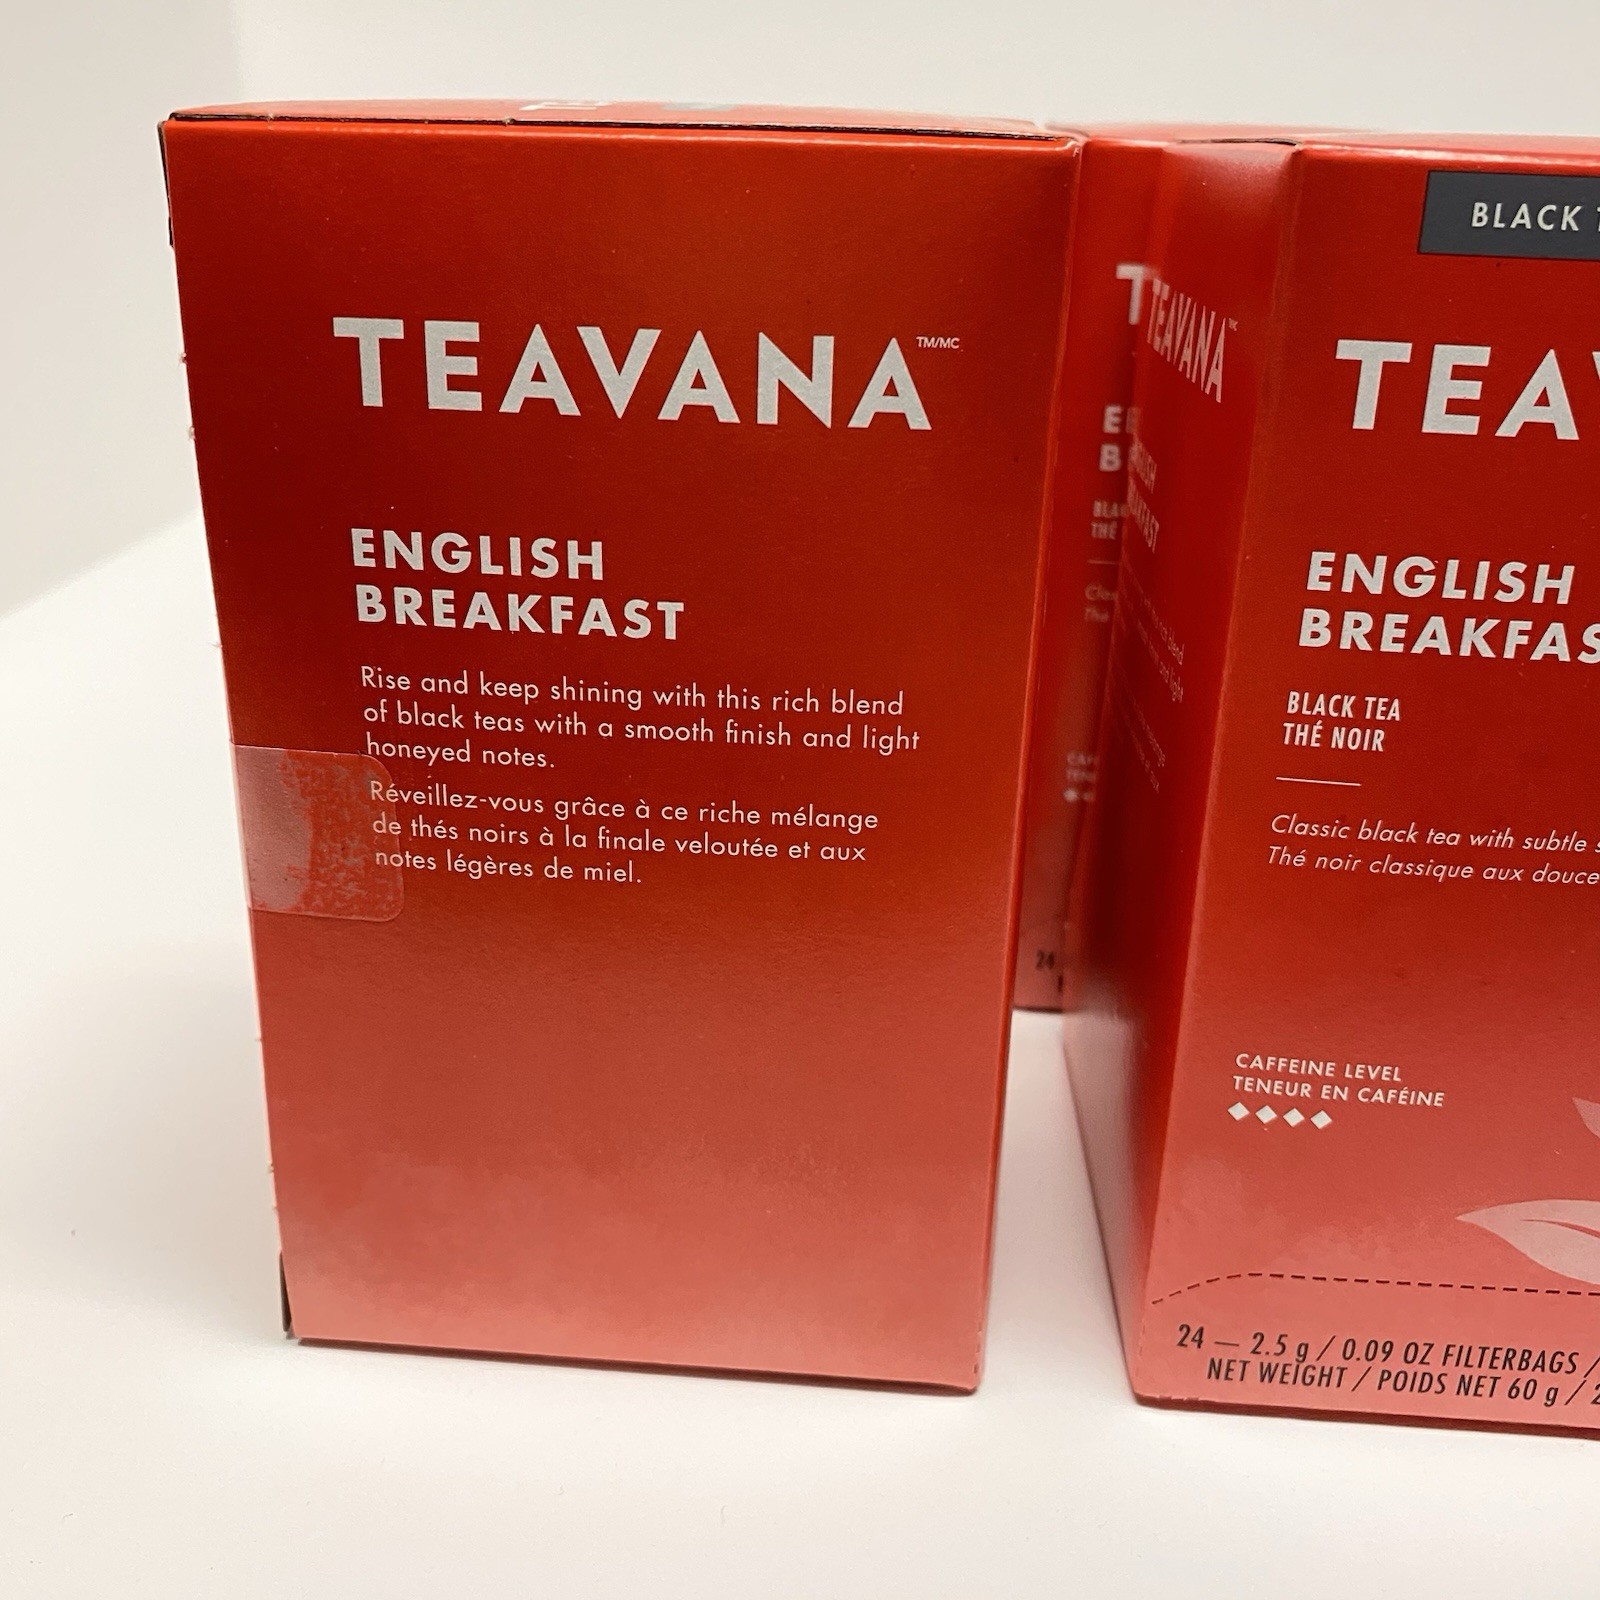 TEAVANA™/MC
ENGLISH
BREAKFAST
Rise and keep shining with this rich blend
of black teas with a smooth finish and light
honeyed notes.
Réveillez-vous grâce à ce riche mélange
de thés noirs à la finale veloutée et aux
notes légères de miel.
TEAVANA
BLACK
TEAV
ENGLISH
BREAKFAS
BLACK TEA
THÉ NOIR
Classic black tea with subtle
Thé noir classique aux douce
CAFFEINE LEVEL
TENEUR EN CAFÉINE
24 — 2.5 g / 0.09 OZ FILTERBAGS /
NET WEIGHT / POIDS NET 60 g /